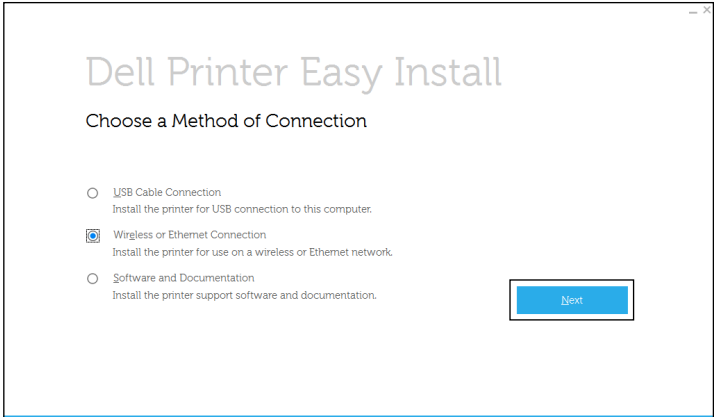 Dell Printer Easy Install
Choose a Method of Connection
USB Cable Connection
Install the printer for USB connection to this computer.
Wireless or Ethernet Connection
Install the printer for use on a wireless or Ethernet network.
Software and Documentation
Install the printer support software and documentation.
Next